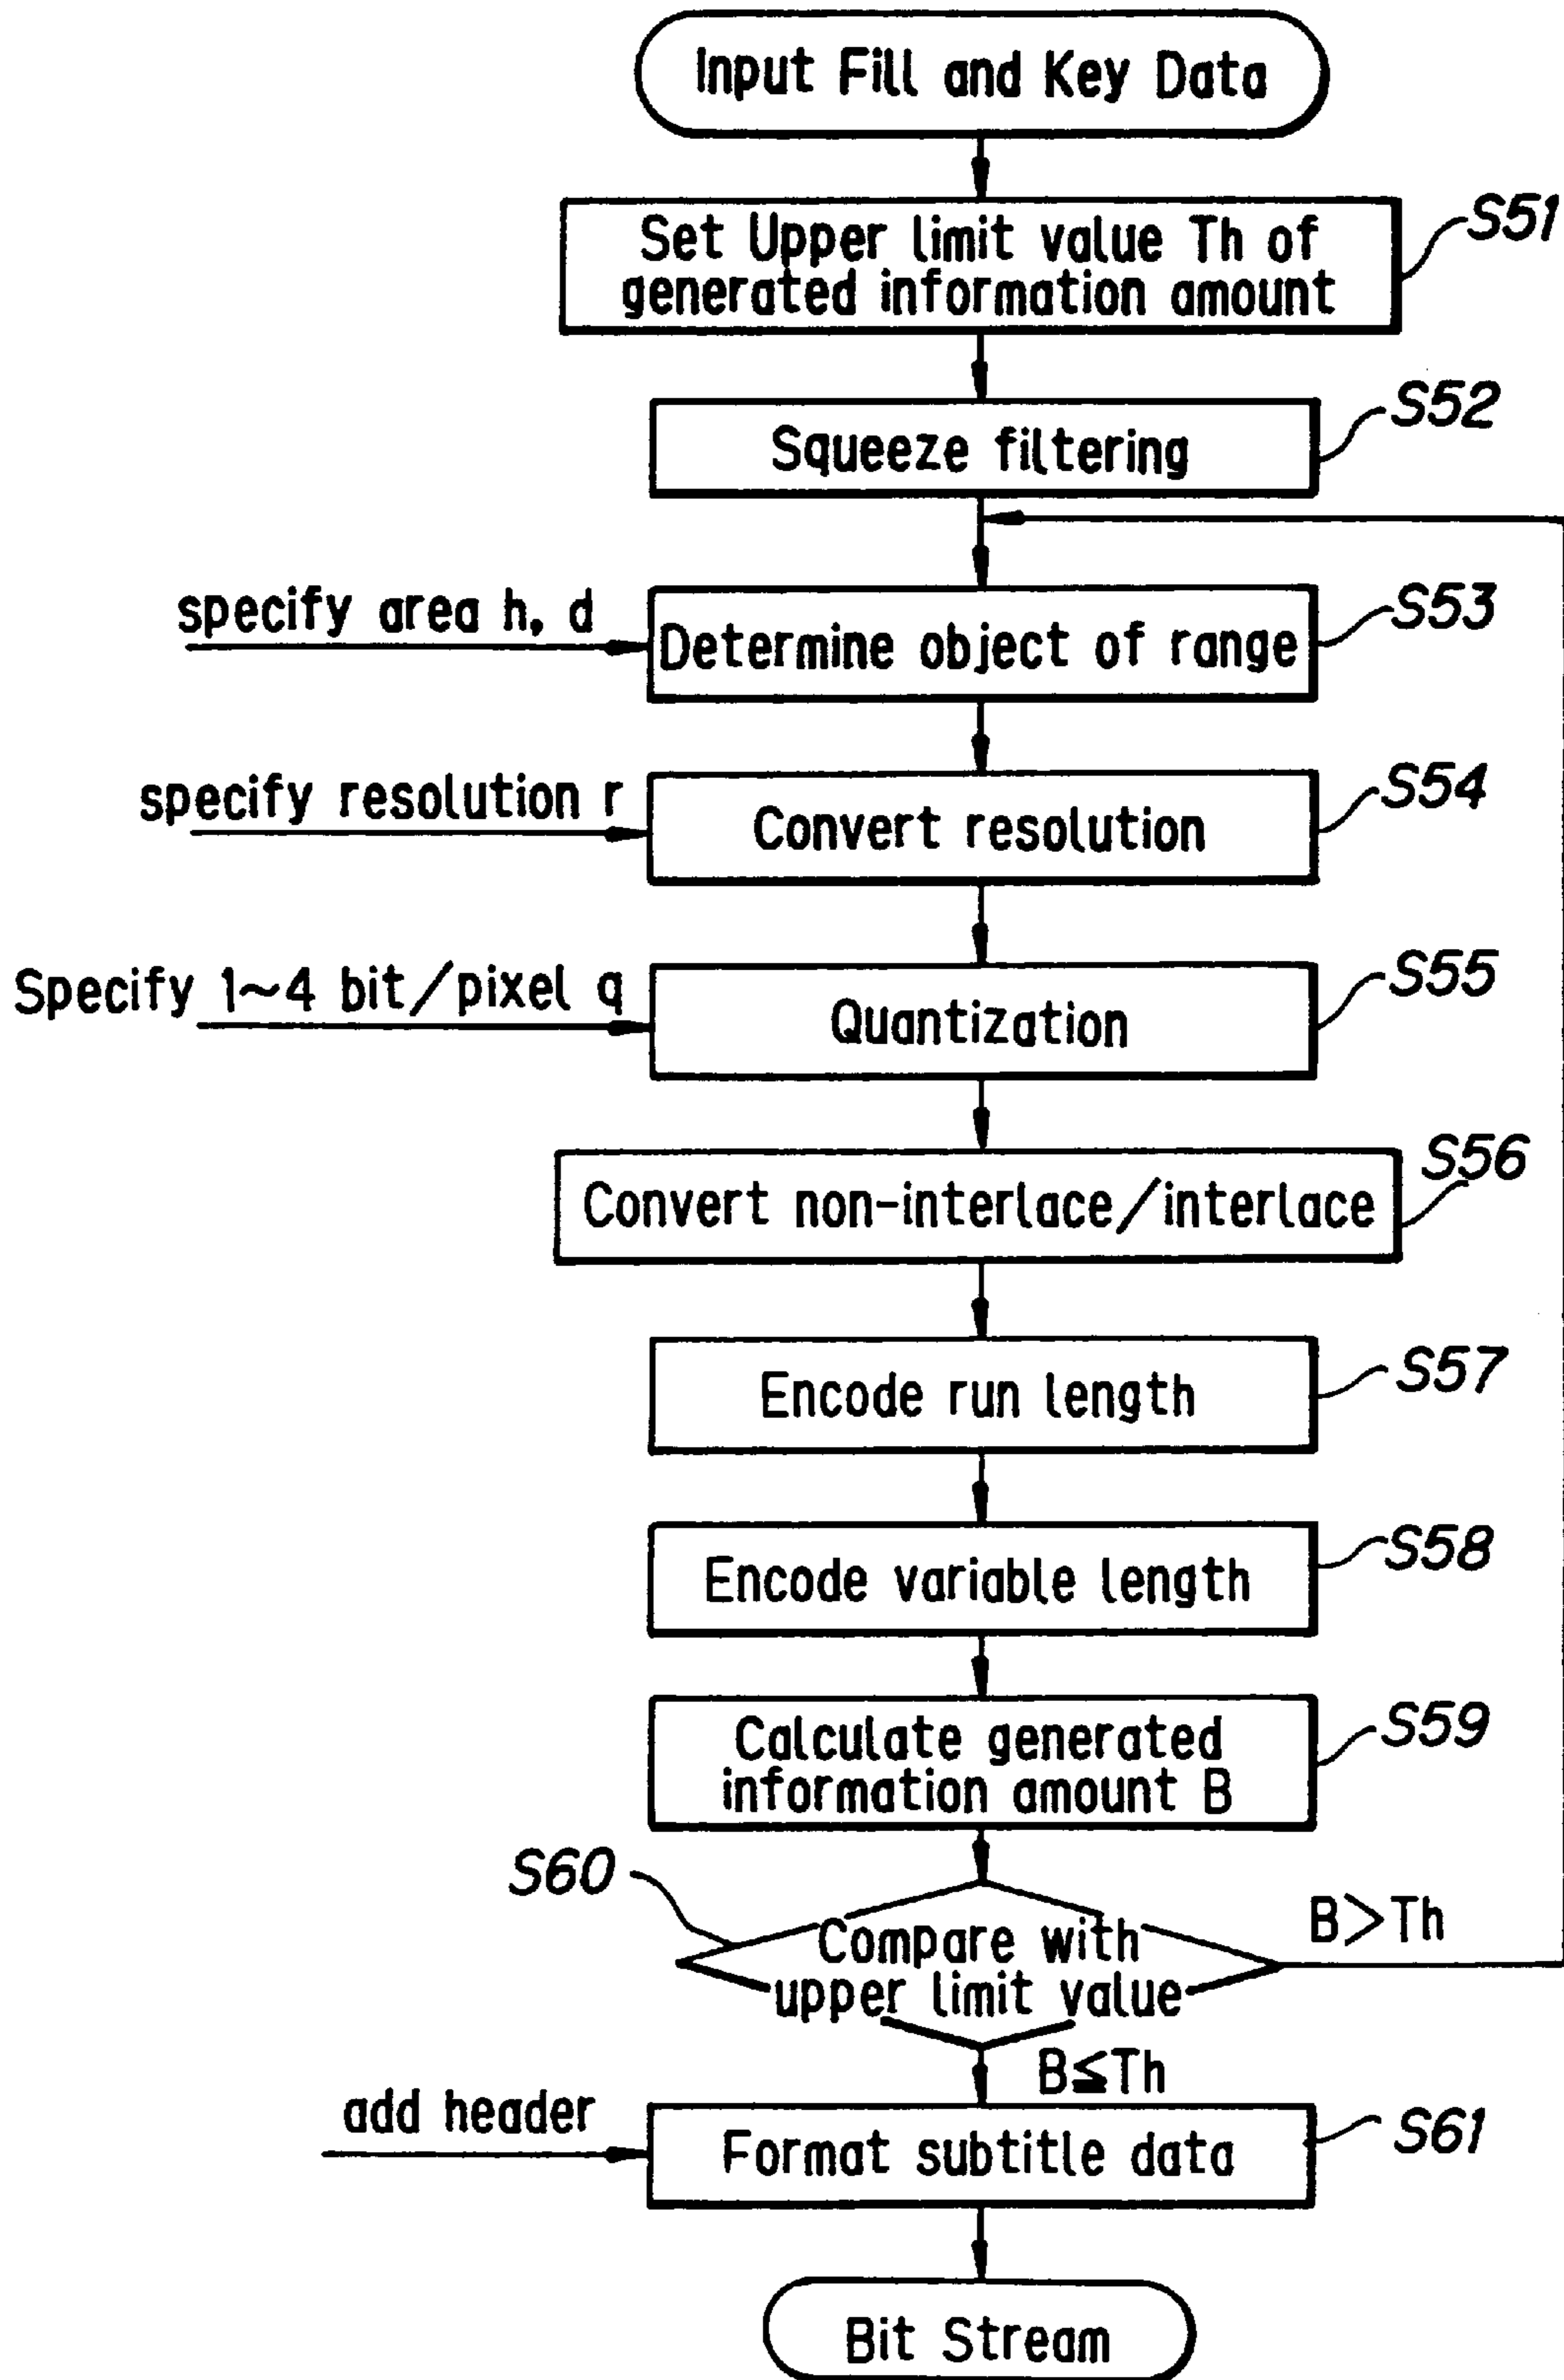 Input Fill and Key Data
Set Upper limit value Th of
generated information amount
S51
Squeeze filtering
S52
specify area h, d
Determine object of range
S53
specify resolution r
Convert resolution
S54
Specify 1~4 bit/pixel q
Quantization
S55
Convert non-interlace/interlace
S56
Encode run length
S57
Encode variable length
S58
Calculate generated
information amount B
S59
S60
Compare with
upper limit value
B>Th
B≦Th
add header
Format subtitle data
S61
Bit Stream